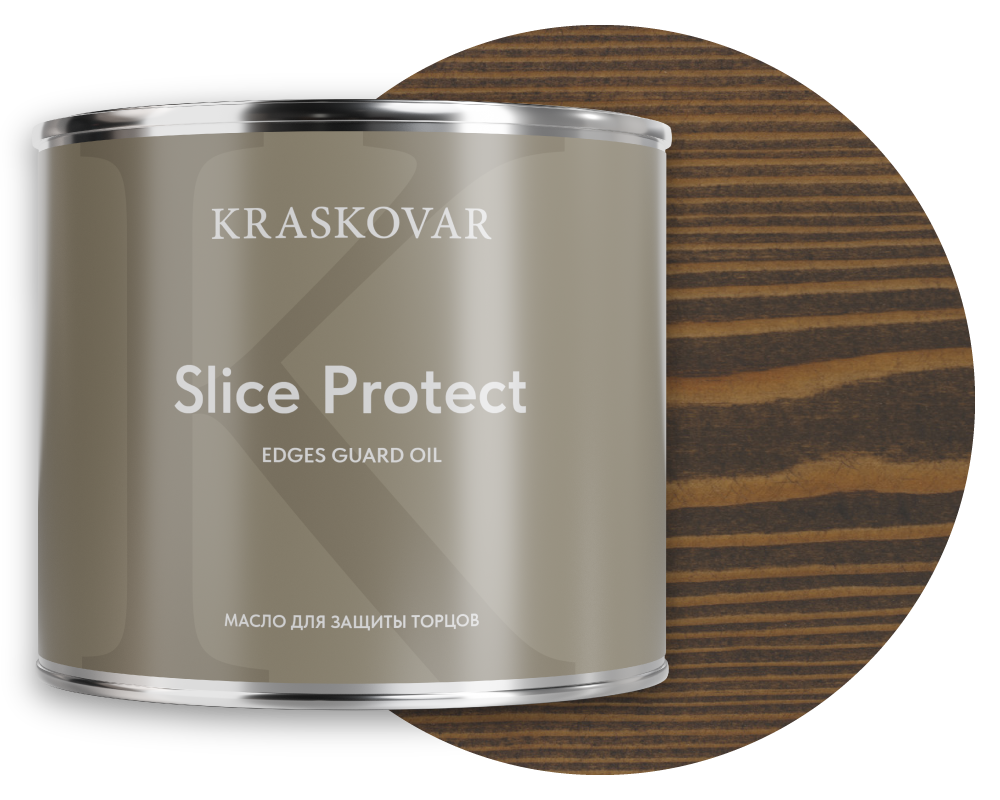 KRASKOVAR
Slice Protect
EDGES GUARD OIL
МАСЛО ДЛЯ ЗАЩИТЫ ТОРЦОВ